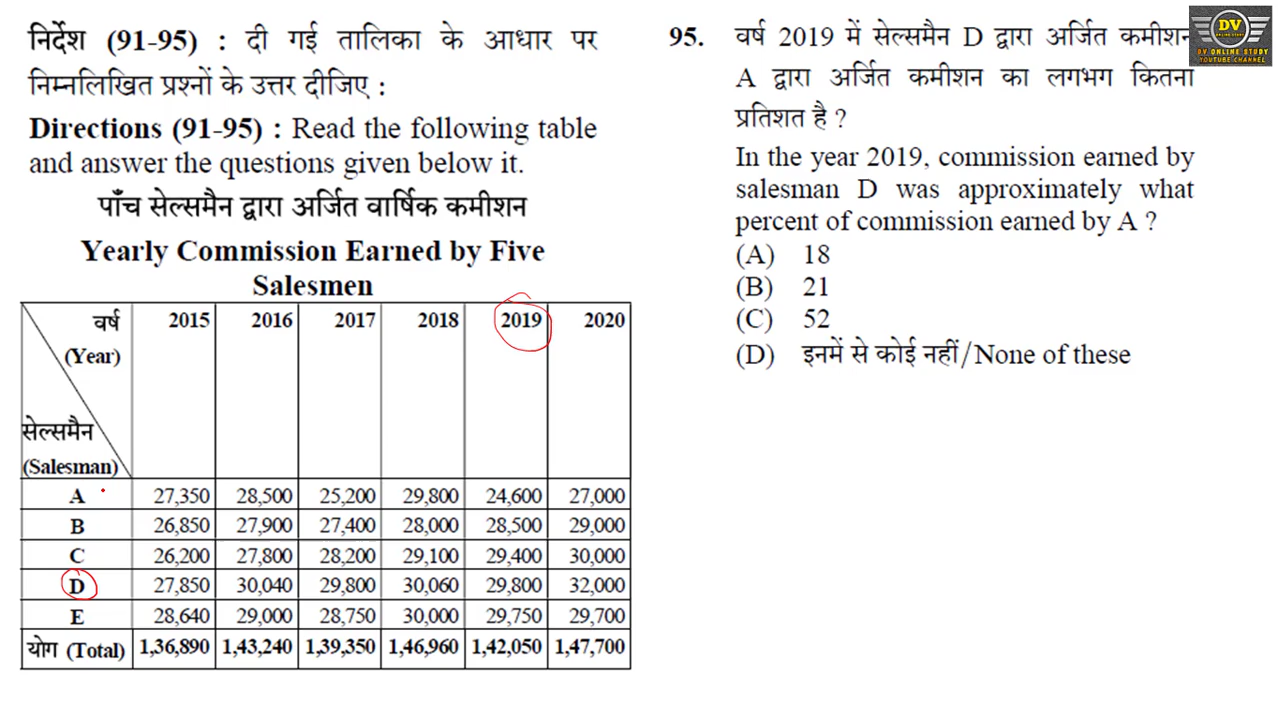 निर्देश (91-95) : दी गई तालिका के आधार पर
निम्नलिखित प्रश्नों के उत्तर दीजिए :
Directions (91-95) : Read the following table
and answer the questions given below it.
पाँच सेल्समैन द्वारा अर्जित वार्षिक कमीशन
Yearly Commission Earned by Five
Salesmen
वर्ष 2015 2016 2017 2018 2019 2020
(Year)
सेल्समैन
(Salesman)
A 27,350 28,500 25,200 29,800 24,600 27,000
B 26,850 27,900 27,400 28,000 28,500 29,000
C 26,200 27,800 28,200 29,100 29,400 30,000
D 27,850 30,040 29,800 30,060 29,800 32,000
E 28,640 29,000 28,750 30,000 29,750 29,700
योग (Total) 1,36,890 1,43,240 1,39,350 1,46,960 1,42,050 1,47,700
95. वर्ष 2019 में सेल्समैन D द्वारा अर्जित कमीशन
A द्वारा अर्जित कमीशन का लगभग कितना
प्रतिशत है ?
In the year 2019, commission earned by
salesman D was approximately what
percent of commission earned by A ?
(A) 18
(B) 21
(C) 52
(D) इनमें से कोई नहीं/None of these
DV
DV ONLINE STUDY
YOUTUBE CHANNEL